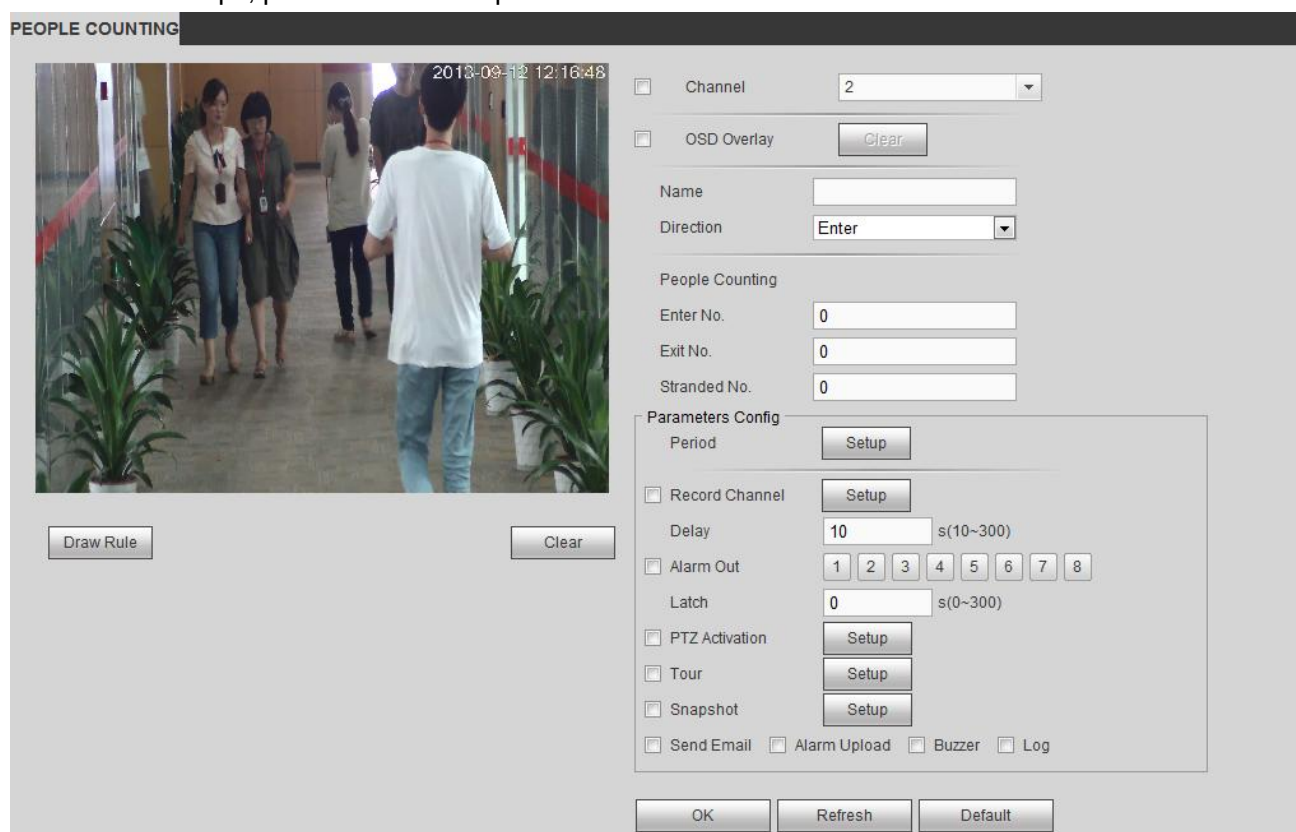 PEOPLE COUNTING
2013-09-12 12:16:48
Channel 2
OSD Overlay Clear
Name
Direction Enter
People Counting
Enter No. 0
Exit No. 0
Stranded No. 0
Parameters Config
Period Setup
Record Channel Setup
Delay 10 s(10~300)
Alarm Out 1 2 3 4 5 6 7 8
Latch 0 s(0~300)
PTZ Activation Setup
Tour Setup
Snapshot Setup
Send Email Alarm Upload Buzzer Log
Draw Rule Clear
OK Refresh Default